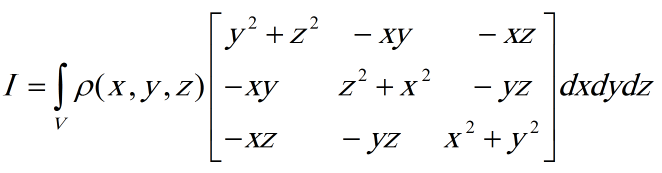 I = ∫_V ρ(x, y, z) [ y² + z²  − xy  − xz
− xy  z² + x²  − yz
− xz  − yz  x² + y² ] dxdydz